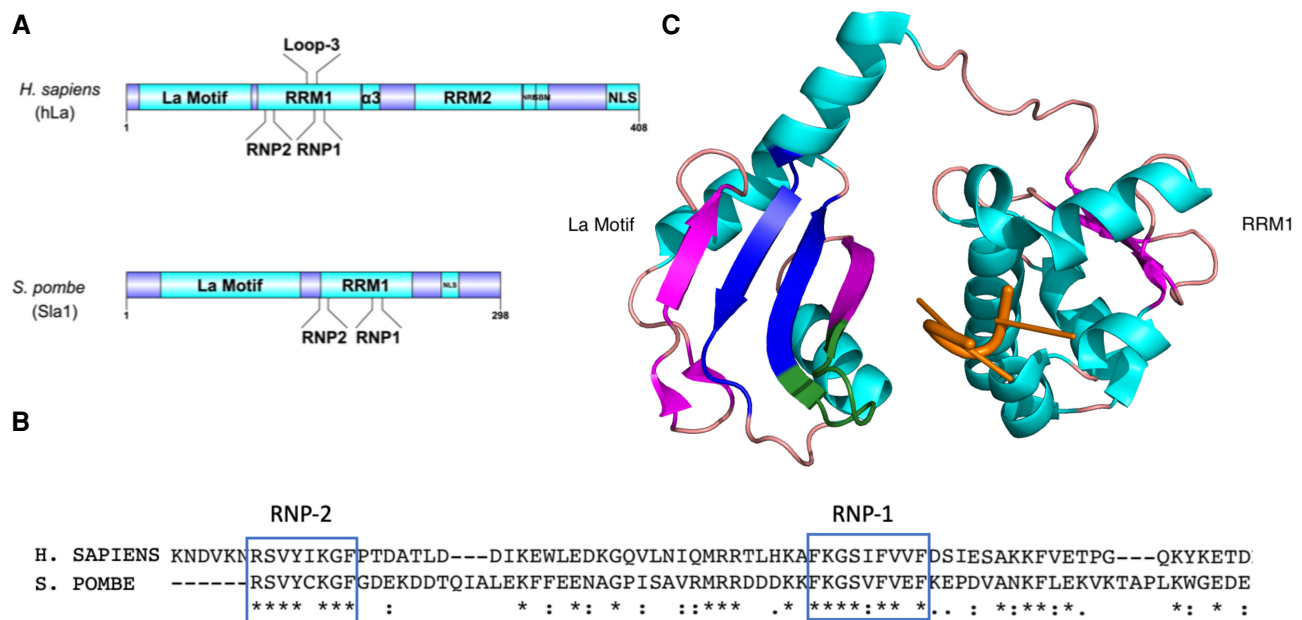 A
Loop-3
H. sapiens
(hLa)
La Motif RRM1 α3 RRM2 SBM NLS
1 408
RNP2 RNP1
S. pombe
(Sla1)
La Motif RRM1 NLS
1 298
RNP2 RNP1
C
La Motif
RRM1
B
RNP-2 RNP-1
H. SAPIENS KNDVKNRSVYIKGFPTDATLD---DIKEWLEDKGQVLNIQMRRTLHKAFKGSIFVVFDSIESAKKFVETPG---QKYKETD
S. POMBE ------RSVYCKGFGDEKDDTQIALEKFFEENAGPISAVRMRRDDDKKFKGSVFVEFKEPDVANKFLEKVKTAPLKWGEDE
**** *** : * : *: : ::*** .* ****:** *.. : *:**:*. *: * :